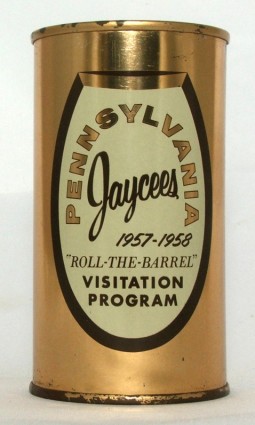 PENNSYLVANIA
Jaycees
1957-1958
"ROLL-THE-BARREL"
VISITATION
PROGRAM